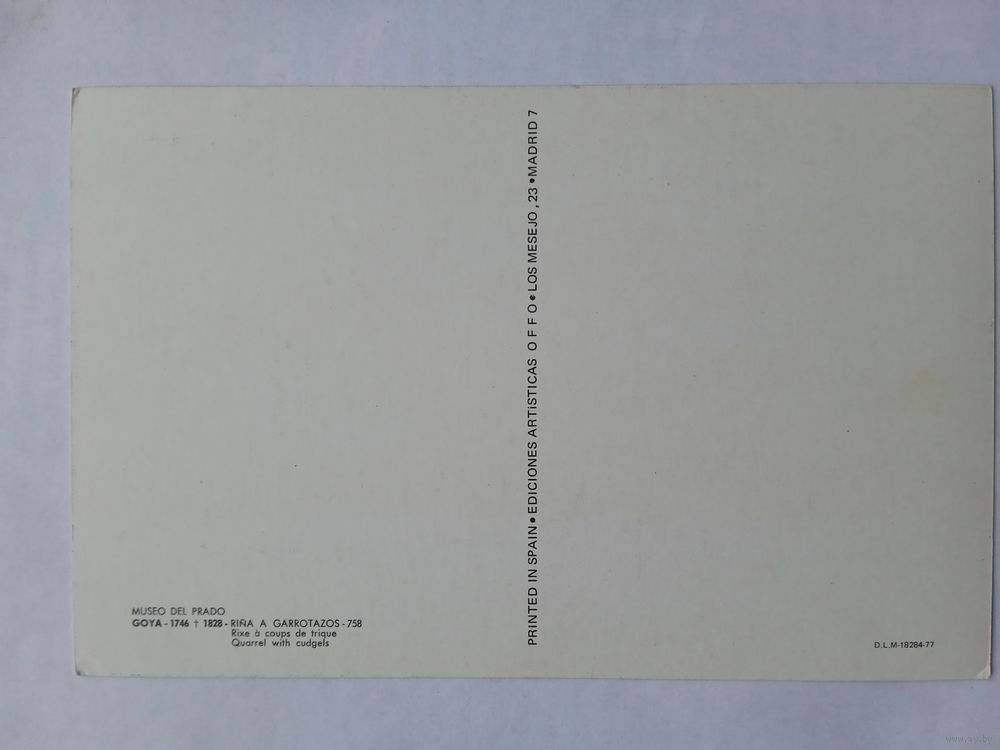 MUSEO DEL PRADO
GOYA - 1746 † 1828 - RIÑA A GARROTAZOS - 758
Rixe à coups de trique
Quarrel with cudgels
PRINTED IN SPAIN • EDICIONES ARTíSTICAS O F F O • LOS MESEJO, 23 • MADRID 7
D.L.M-18284-77